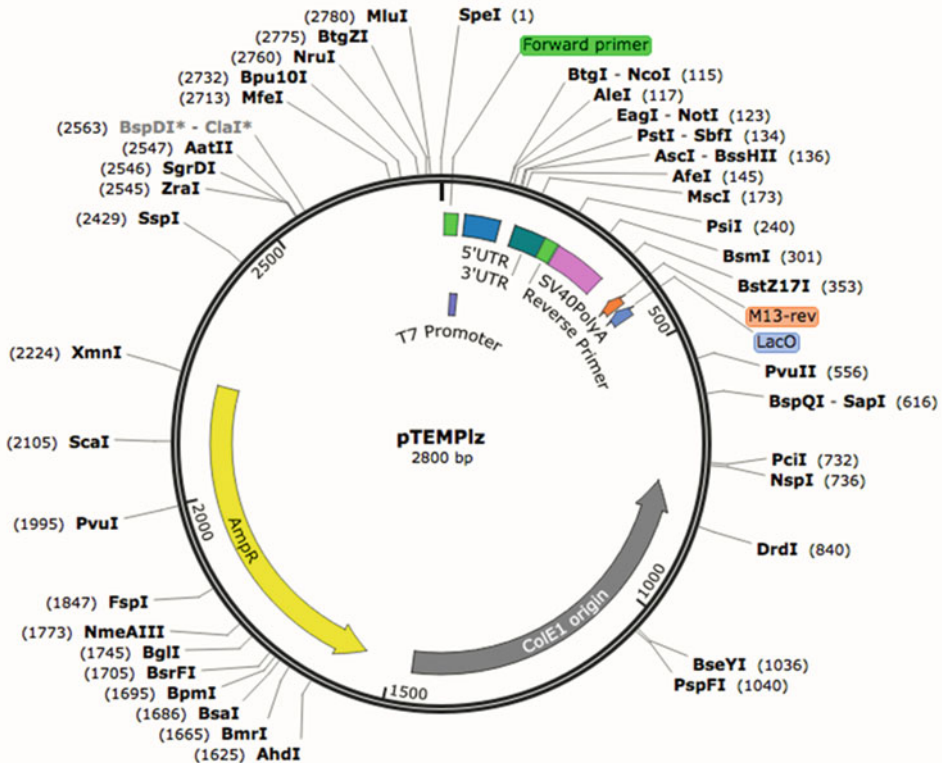 (2780) MluI
(2775) BtgZI
(2760) NruI
(2732) Bpu10I
(2713) MfeI
(2563) BspDI* - ClaI*
(2547) AatII
(2546) SgrDI
(2545) ZraI
(2429) SspI
(2224) XmnI
(2105) ScaI
(1995) PvuI
(1847) FspI
(1773) NmeAIII
(1745) BglI
(1705) BsrFI
(1695) BpmI
(1686) BsaI
(1665) BmrI
(1625) AhdI
SpeI (1)
Forward primer
BtgI - NcoI (115)
AleI (117)
EagI - NotI (123)
PstI - SbfI (134)
AscI - BssHII (136)
AfeI (145)
MscI (173)
PsiI (240)
BsmI (301)
BstZ17I (353)
M13-rev
LacO
PvuII (556)
BspQI - SapI (616)
PciI (732)
NspI (736)
DrdI (840)
BseYI (1036)
PspFI (1040)
5'UTR
3'UTR
SV40PolyA
Reverse Primer
T7 Promoter
pTEMPlz
2800 bp
AmpR
ColE1 origin
500
1000
1500
2000
2500